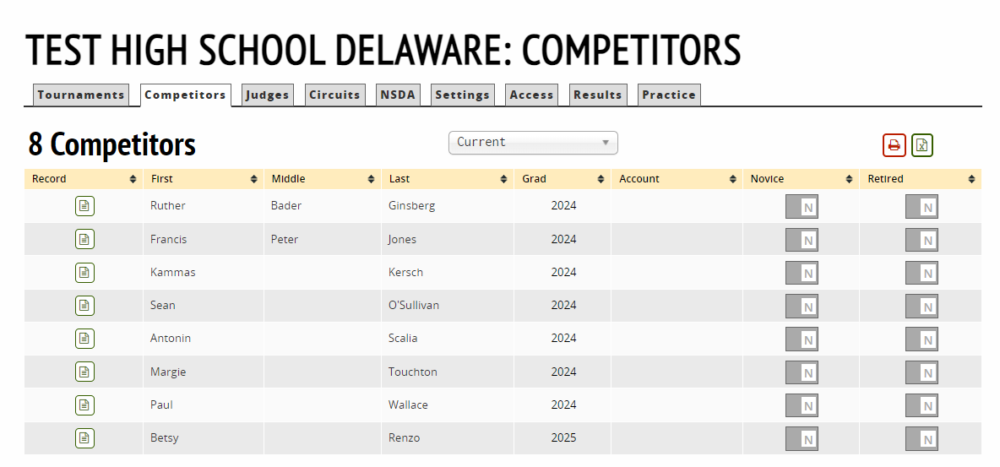 TEST HIGH SCHOOL DELAWARE: COMPETITORS
Tournaments Competitors Judges Circuits NSDA Settings Access Results Practice
8 Competitors Current
Record First Middle Last Grad Account Novice Retired
Ruther Bader Ginsberg 2024 N N
Francis Peter Jones 2024 N N
Kammas Kersch 2024 N N
Sean O'Sullivan 2024 N N
Antonin Scalia 2024 N N
Margie Touchton 2024 N N
Paul Wallace 2024 N N
Betsy Renzo 2025 N N